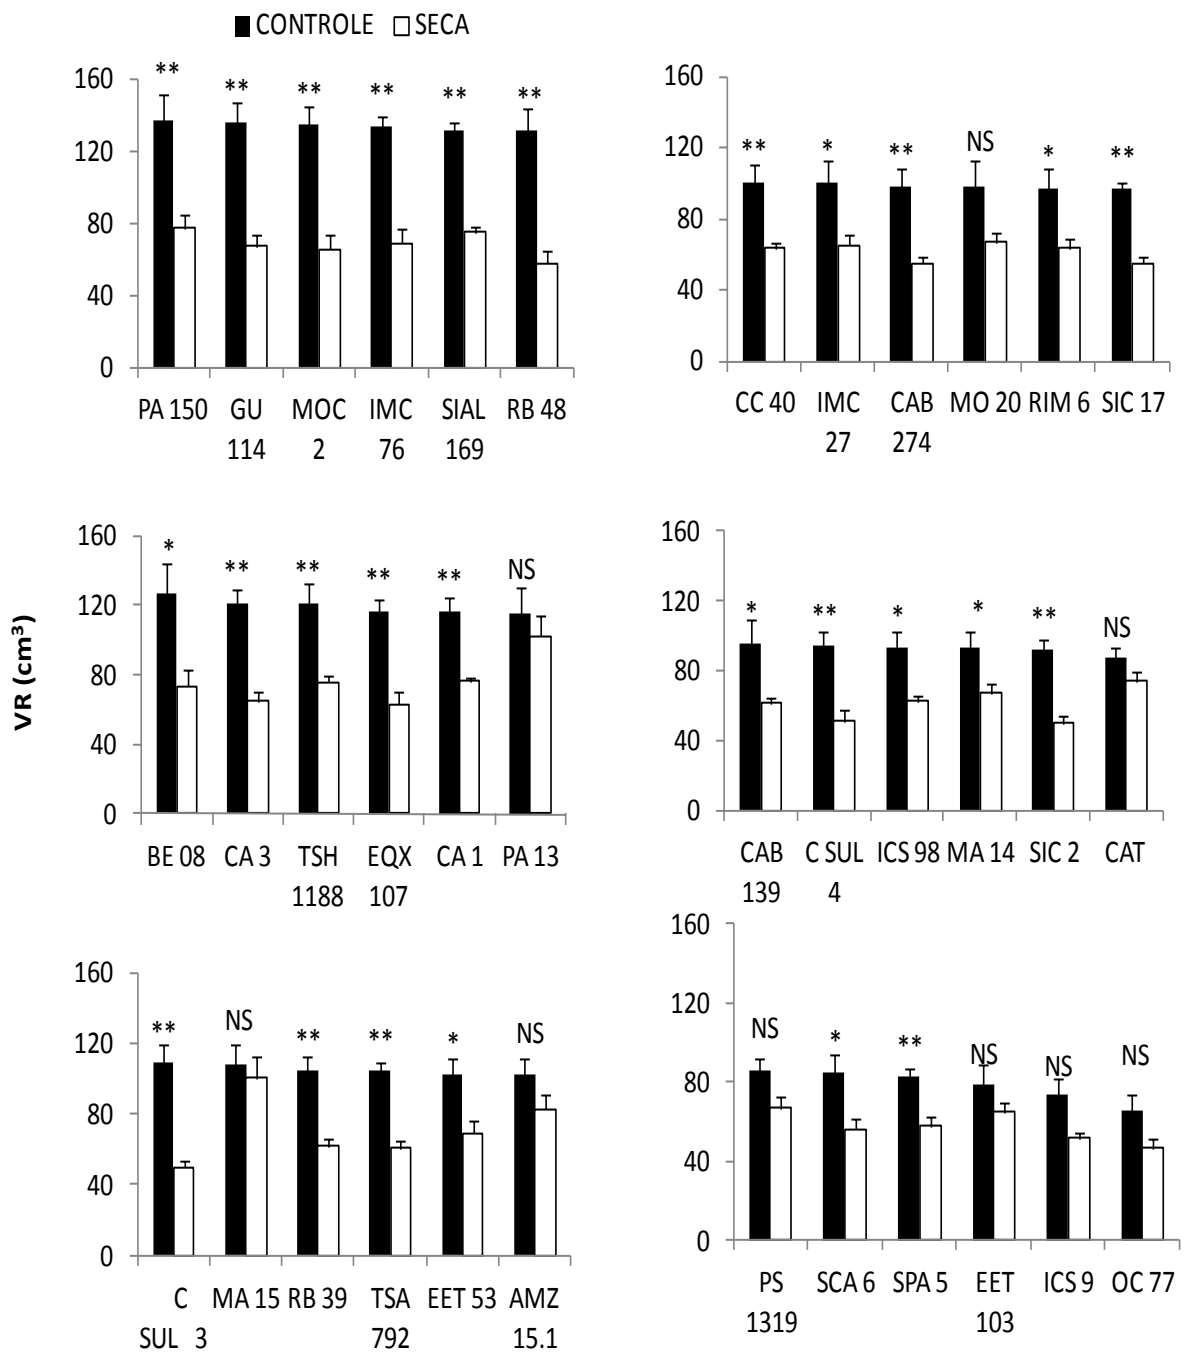 CONTROLE SECA
160
120
80
40
0
** ** ** ** ** **
PA 150 GU MOC IMC SIAL RB 48
114 2 76 169
160
120
80
40
0
** * ** NS * **
CC 40 IMC CAB MO 20 RIM 6 SIC 17
27 274
VR (cm³)
160
120
80
40
0
* ** ** ** ** NS
BE 08 CA 3 TSH EQX CA 1 PA 13
1188 107
160
120
80
40
0
* ** * * ** NS
CAB C SUL ICS 98 MA 14 SIC 2 CAT
139 4
160
120
80
40
0
** NS ** ** * NS
C MA 15 RB 39 TSA EET 53 AMZ
SUL 3 792 15.1
160
120
80
40
0
NS * ** NS NS NS
PS SCA 6 SPA 5 EET ICS 9 OC 77
1319 103